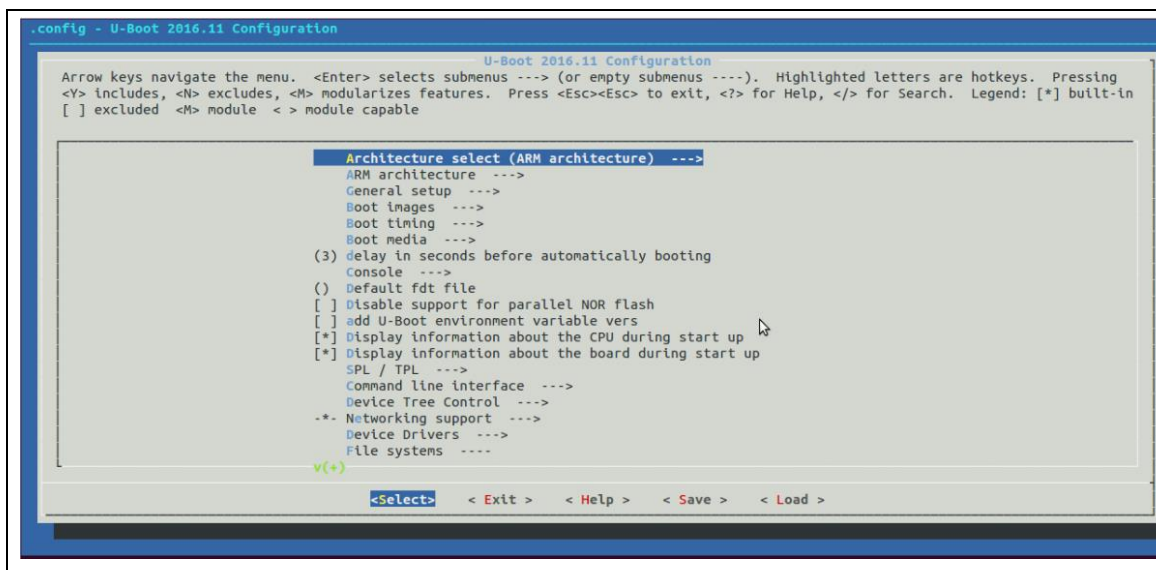 .config - U-Boot 2016.11 Configuration
U-Boot 2016.11 Configuration
Arrow keys navigate the menu. <Enter> selects submenus ---> (or empty submenus ----). Highlighted letters are hotkeys. Pressing
<Y> includes, <N> excludes, <M> modularizes features. Press <Esc><Esc> to exit, <?> for Help, </> for Search. Legend: [*] built-in
[ ] excluded <M> module < > module capable
Architecture select (ARM architecture) --->
ARM architecture --->
General setup --->
Boot images --->
Boot timing --->
Boot media --->
(3) delay in seconds before automatically booting
Console --->
() Default fdt file
[ ] Disable support for parallel NOR flash
[ ] add U-Boot environment variable vers
[*] Display information about the CPU during start up
[*] Display information about the board during start up
SPL / TPL --->
Command line interface --->
Device Tree Control --->
-*- Networking support --->
Device Drivers --->
File systems ----
v(+)
<Select> < Exit > < Help > < Save > < Load >